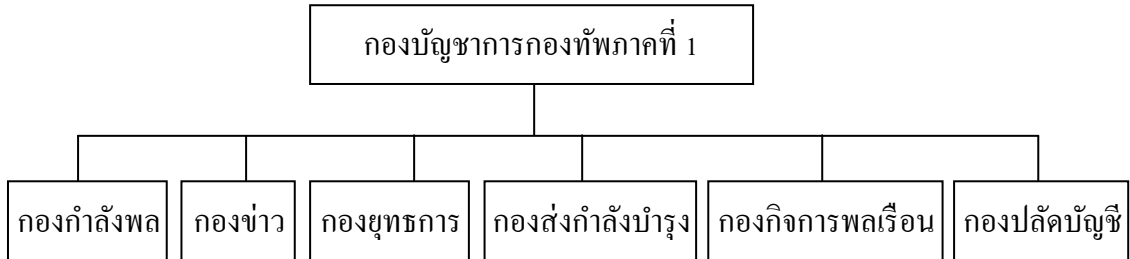 กองบัญชาการกองทัพภาคที่ 1
กองกำลังพล
กองข่าว
กองยุทธการ
กองส่งกำลังบำรุง
กองกิจการพลเรือน
กองปลัดบัญชี